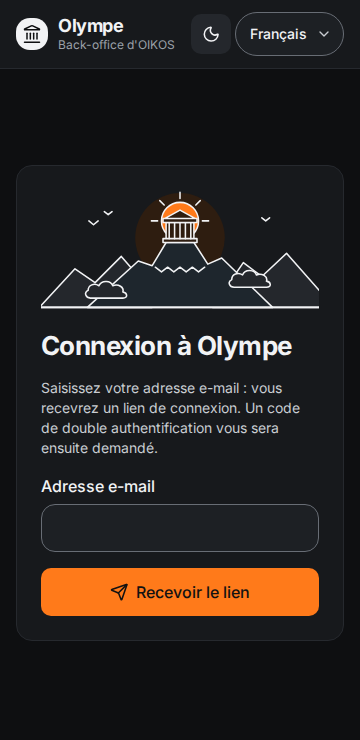 Olympe
Back-office d'OIKOS
Français
Connexion à Olympe
Saisissez votre adresse e-mail : vous
recevrez un lien de connexion. Un code
de double authentification vous sera
ensuite demandé.
Adresse e-mail
Recevoir le lien